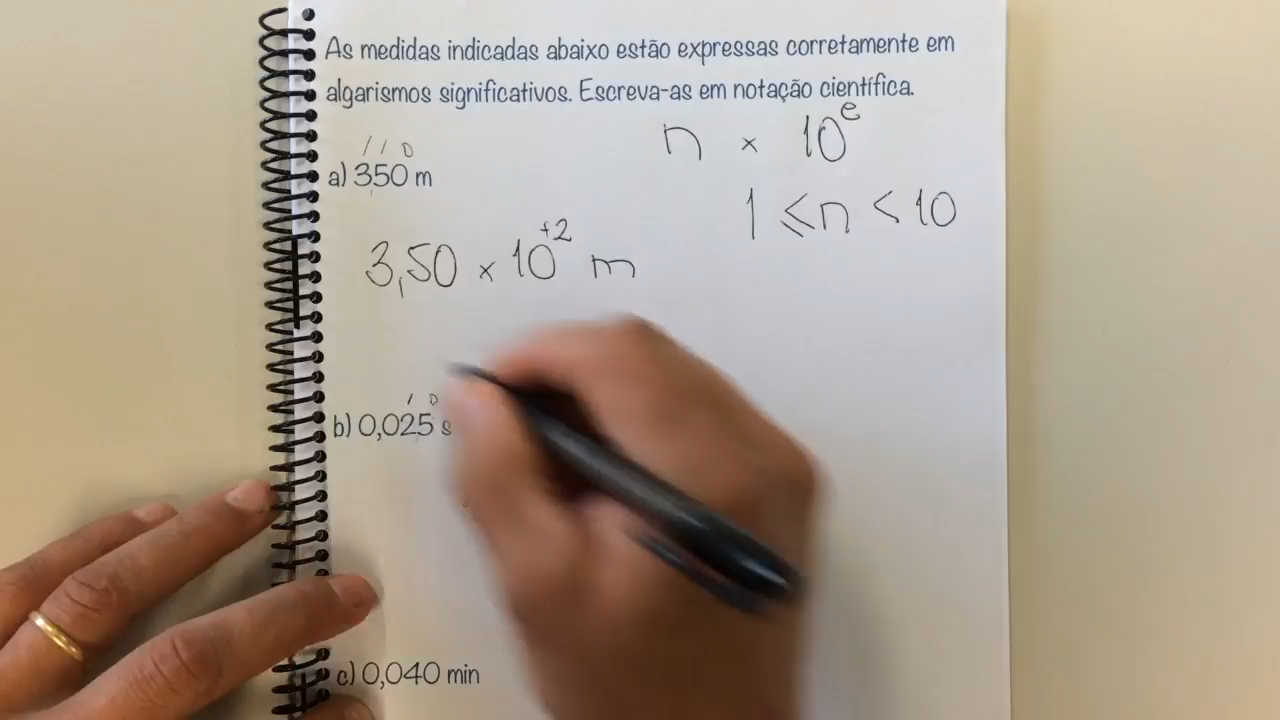 As medidas indicadas abaixo estão expressas corretamente em
algarismos significativos. Escreva-as em notação científica.
n × 10^e
/ / D
a) 350 m
1 ≤ n < 10
3,50 × 10^+2 m
/ D
b) 0,025 s
c) 0,040 min